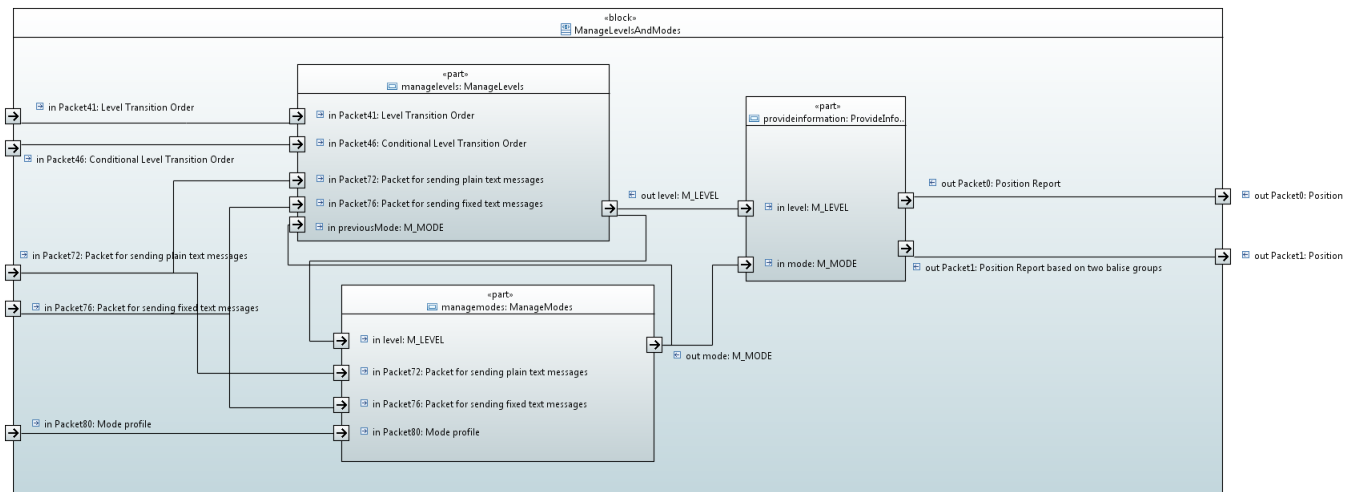 «block»
ManageLevelsAndModes
«part»
managelevels: ManageLevels
in Packet41: Level Transition Order
in Packet41: Level Transition Order
in Packet46: Conditional Level Transition Order
in Packet46: Conditional Level Transition Order
in Packet72: Packet for sending plain text messages
in Packet76: Packet for sending fixed text messages
in previousMode: M_MODE
out level: M_LEVEL
«part»
provideinformation: ProvideInfo..
in level: M_LEVEL
in mode: M_MODE
out Packet0: Position Report
out Packet0: Position
out Packet1: Position Report based on two balise groups
out Packet1: Position
in Packet72: Packet for sending plain text messages
in Packet76: Packet for sending fixed text messages
«part»
managemodes: ManageModes
in level: M_LEVEL
out mode: M_MODE
in Packet72: Packet for sending plain text messages
in Packet76: Packet for sending fixed text messages
in Packet80: Mode profile
in Packet80: Mode profile